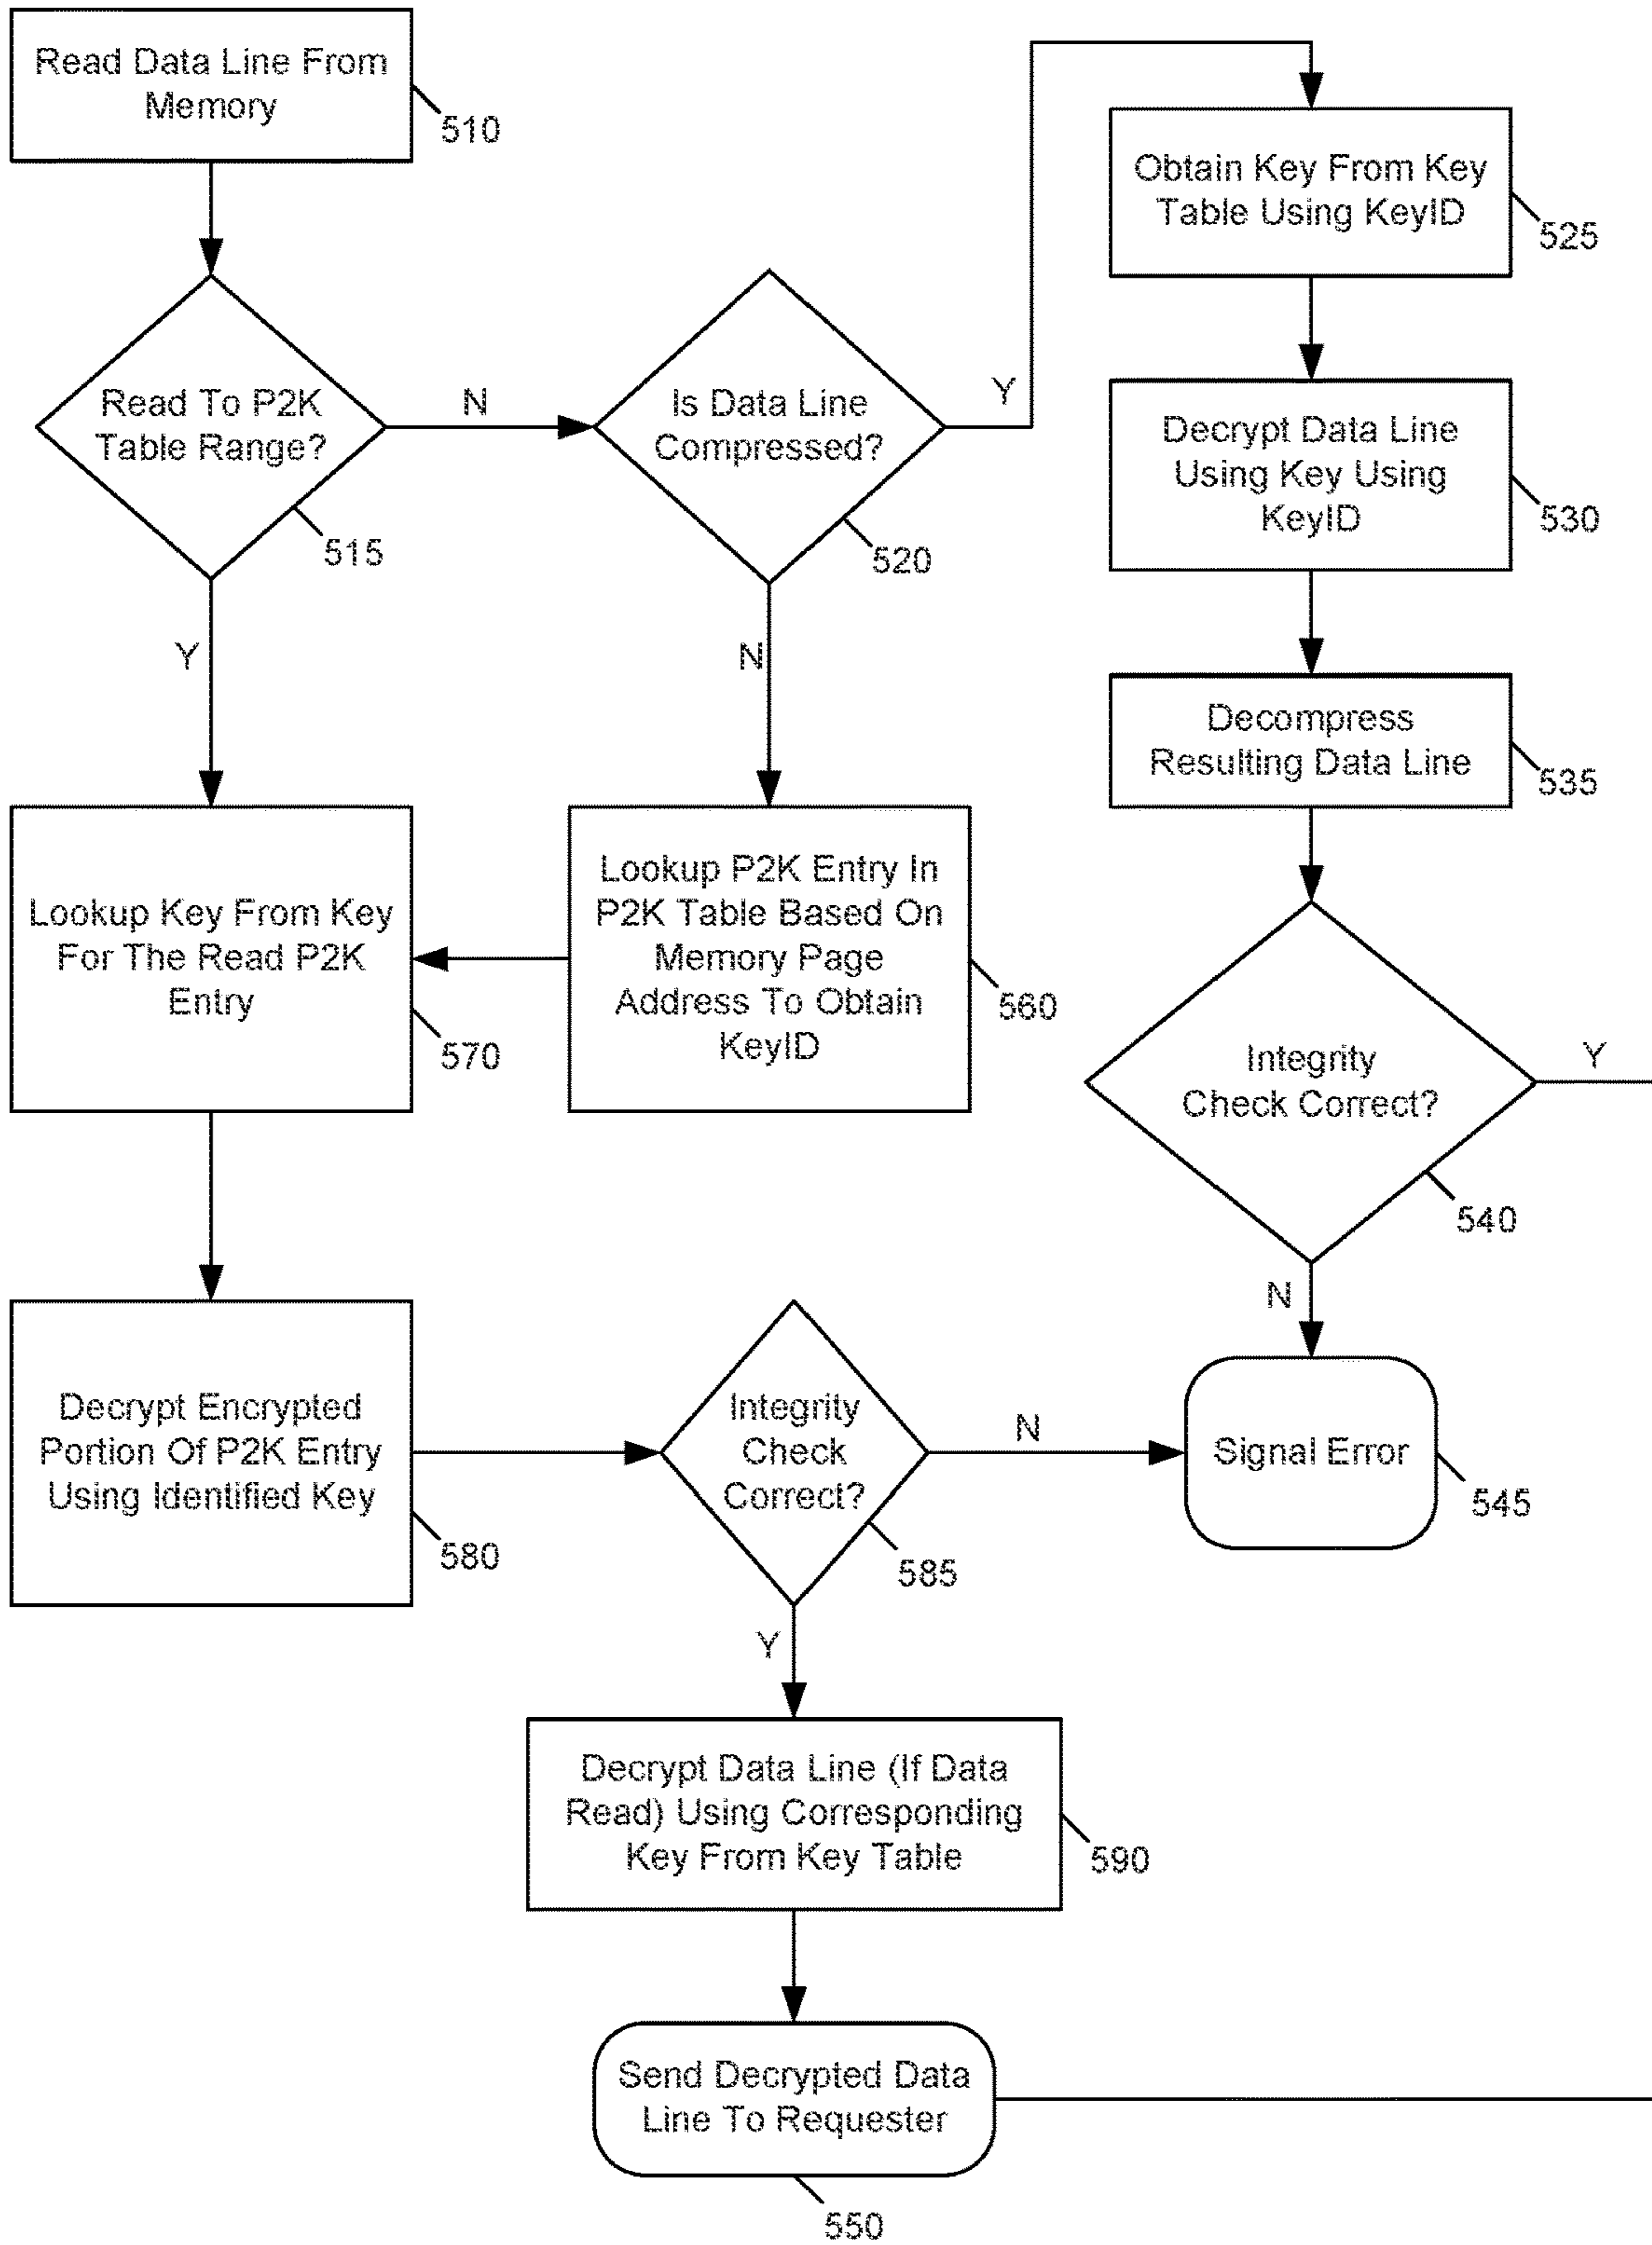 Read Data Line From
Memory
510
Read To P2K
Table Range?
515
N
Y
Is Data Line
Compressed?
520
Y
N
Obtain Key From Key
Table Using KeyID
525
Decrypt Data Line
Using Key Using
KeyID
530
Decompress
Resulting Data Line
535
Integrity
Check Correct?
540
Y
N
Lookup P2K Entry In
P2K Table Based On
Memory Page
Address To Obtain
KeyID
560
Lookup Key From Key
For The Read P2K
Entry
570
Decrypt Encrypted
Portion Of P2K Entry
Using Identified Key
580
Integrity
Check
Correct?
585
N
Y
Signal Error
545
Decrypt Data Line (If Data
Read) Using Corresponding
Key From Key Table
590
Send Decrypted Data
Line To Requester
550